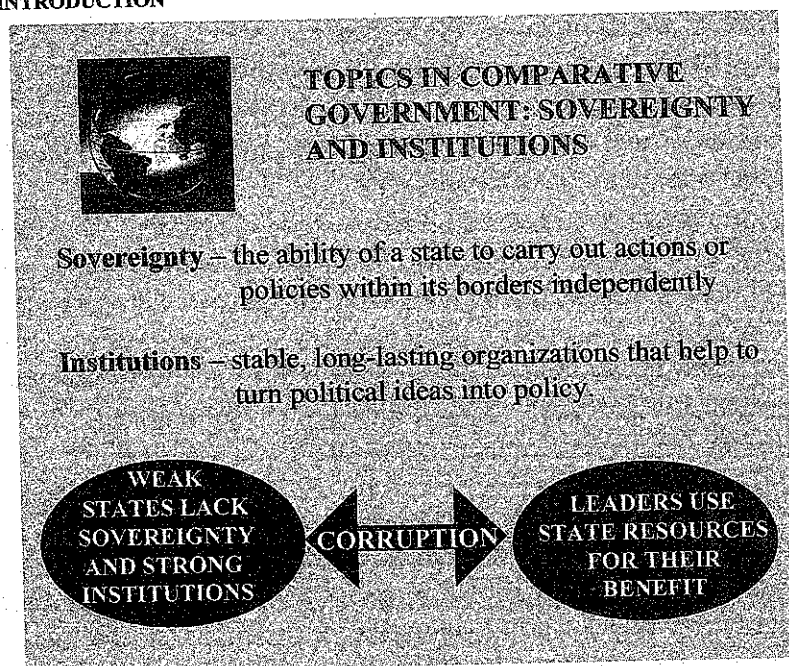 INTRODUCTION
TOPICS IN COMPARATIVE
GOVERNMENT: SOVEREIGNTY
AND INSTITUTIONS
Sovereignty – the ability of a state to carry out actions or
policies within its borders independently
Institutions – stable, long-lasting organizations that help to
turn political ideas into policy.
WEAK
STATES LACK
SOVEREIGNTY
AND STRONG
INSTITUTIONS
CORRUPTION
LEADERS USE
STATE RESOURCES
FOR THEIR
BENEFIT